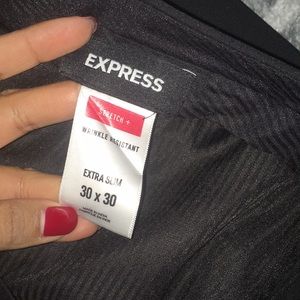 EXPRESS
STRETCH +
WRINKLE RESISTANT
EXTRA SLIM
30 x 30